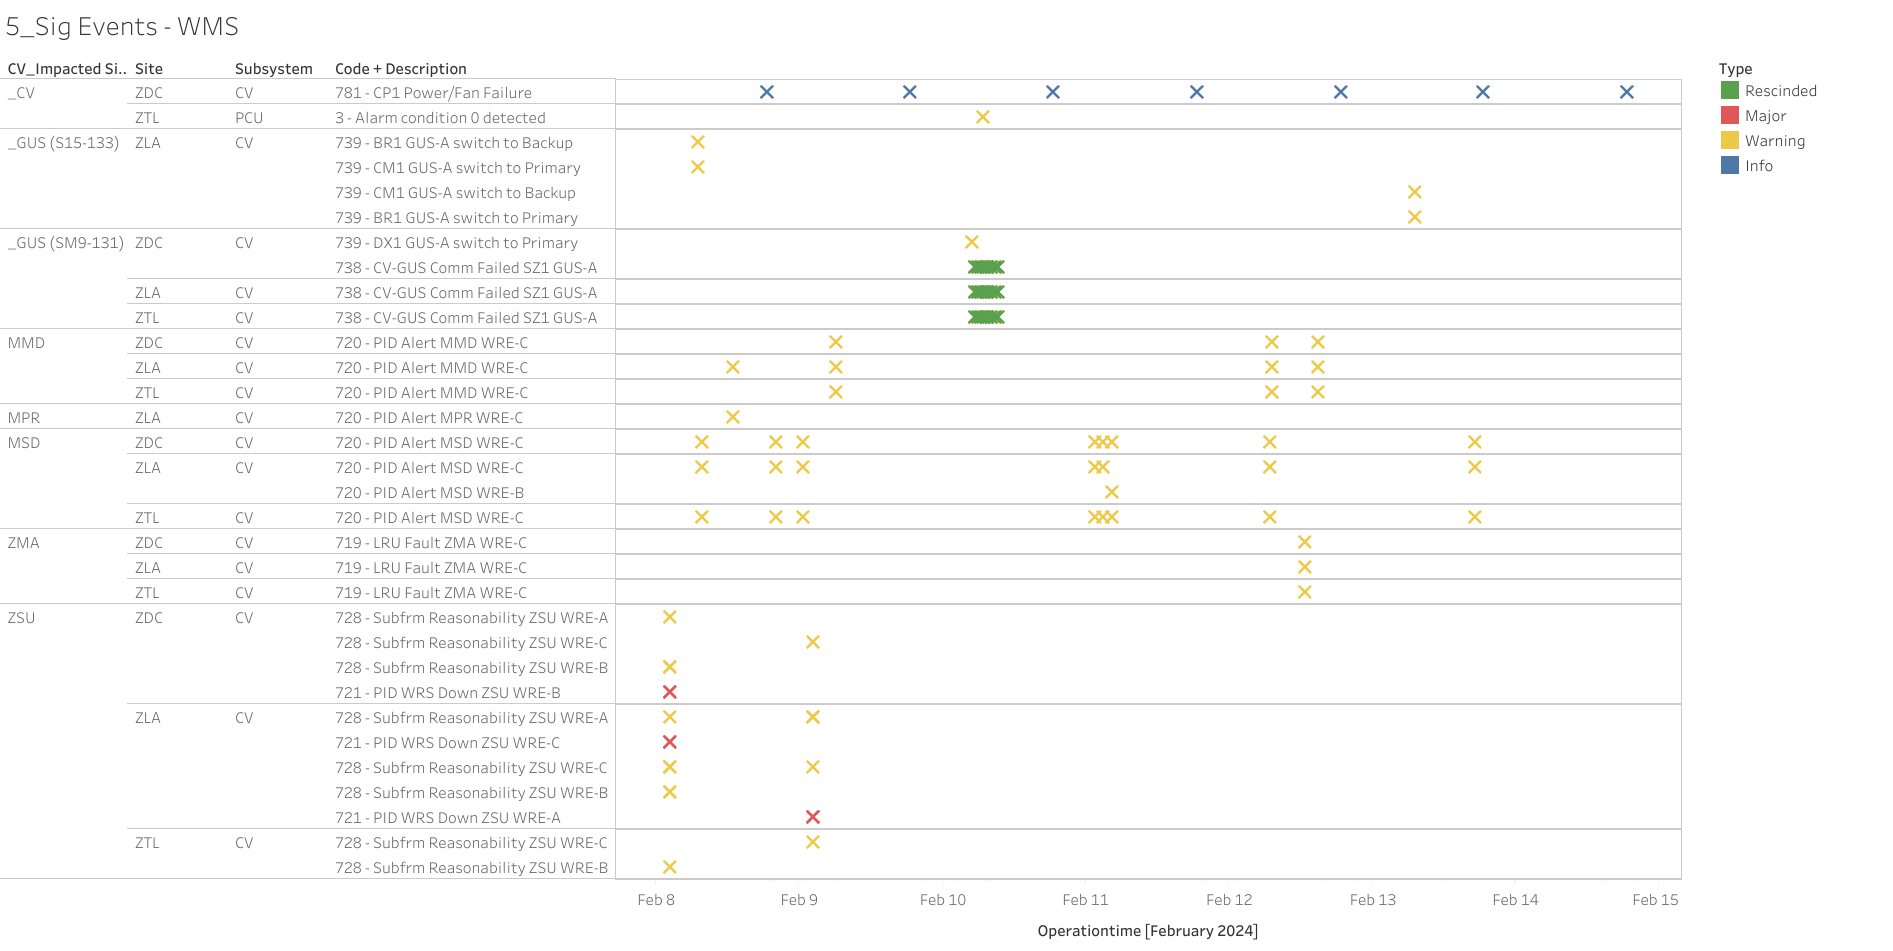 5_Sig Events - WMS
CV_Impacted Si.. Site Subsystem Code + Description
Type
_CV ZDC CV 781 - CP1 Power/Fan Failure
Rescinded
ZTL PCU 3 - Alarm condition 0 detected
Major
_GUS (S15-133) ZLA CV 739 - BR1 GUS-A switch to Backup
Warning
739 - CM1 GUS-A switch to Primary
Info
739 - CM1 GUS-A switch to Backup
739 - BR1 GUS-A switch to Primary
_GUS (SM9-131) ZDC CV 739 - DX1 GUS-A switch to Primary
738 - CV-GUS Comm Failed SZ1 GUS-A
ZLA CV 738 - CV-GUS Comm Failed SZ1 GUS-A
ZTL CV 738 - CV-GUS Comm Failed SZ1 GUS-A
MMD ZDC CV 720 - PID Alert MMD WRE-C
ZLA CV 720 - PID Alert MMD WRE-C
ZTL CV 720 - PID Alert MMD WRE-C
MPR ZLA CV 720 - PID Alert MPR WRE-C
MSD ZDC CV 720 - PID Alert MSD WRE-C
ZLA CV 720 - PID Alert MSD WRE-C
720 - PID Alert MSD WRE-B
ZTL CV 720 - PID Alert MSD WRE-C
ZMA ZDC CV 719 - LRU Fault ZMA WRE-C
ZLA CV 719 - LRU Fault ZMA WRE-C
ZTL CV 719 - LRU Fault ZMA WRE-C
ZSU ZDC CV 728 - Subfrm Reasonability ZSU WRE-A
728 - Subfrm Reasonability ZSU WRE-C
728 - Subfrm Reasonability ZSU WRE-B
721 - PID WRS Down ZSU WRE-B
ZLA CV 728 - Subfrm Reasonability ZSU WRE-A
721 - PID WRS Down ZSU WRE-C
728 - Subfrm Reasonability ZSU WRE-C
728 - Subfrm Reasonability ZSU WRE-B
721 - PID WRS Down ZSU WRE-A
ZTL CV 728 - Subfrm Reasonability ZSU WRE-C
728 - Subfrm Reasonability ZSU WRE-B
Feb 8 Feb 9 Feb 10 Feb 11 Feb 12 Feb 13 Feb 14 Feb 15
Operationtime [February 2024]